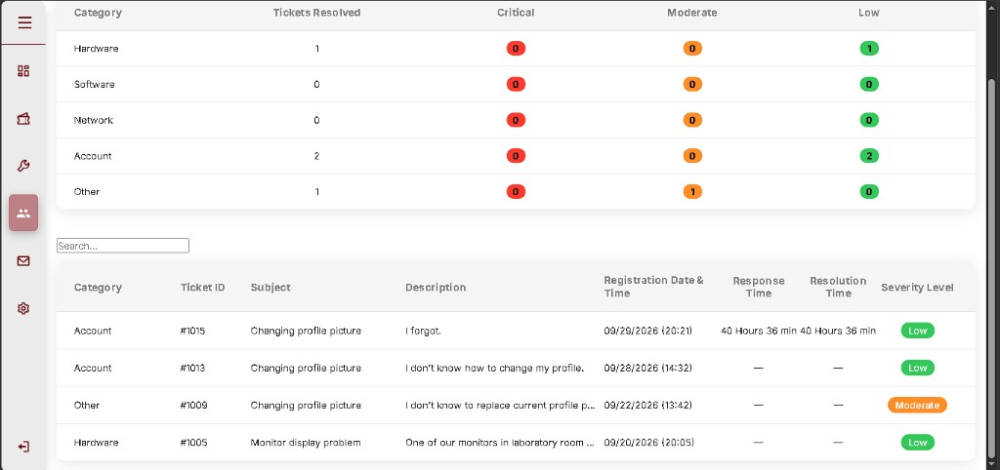 Category Tickets Resolved Critical Moderate Low
Hardware 1 0 0 1
Software 0 0 0 0
Network 0 0 0 0
Account 2 0 0 2
Other 1 0 1 0
Search...
Category Ticket ID Subject Description Registration Date & Time Response Time Resolution Time Severity Level
Account #1015 Changing profile picture I forgot. 09/29/2026 (20:21) 40 Hours 36 min 40 Hours 36 min Low
Account #1013 Changing profile picture I don't know how to change my profile. 09/28/2026 (14:32) — — Low
Other #1009 Changing profile picture I don't know to replace current profile p... 09/22/2026 (13:42) — — Moderate
Hardware #1005 Monitor display problem One of our monitors in laboratory room ... 09/20/2026 (20:05) — — Low